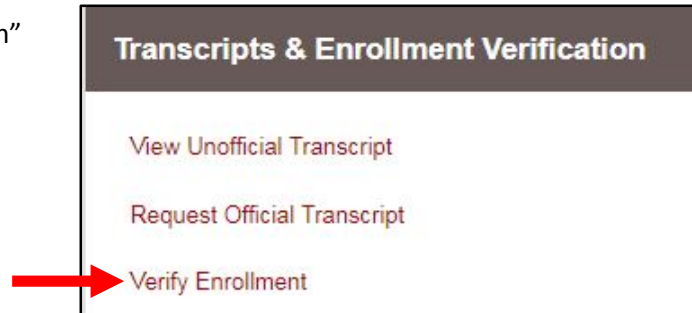 n”
Transcripts & Enrollment Verification
View Unofficial Transcript
Request Official Transcript
Verify Enrollment